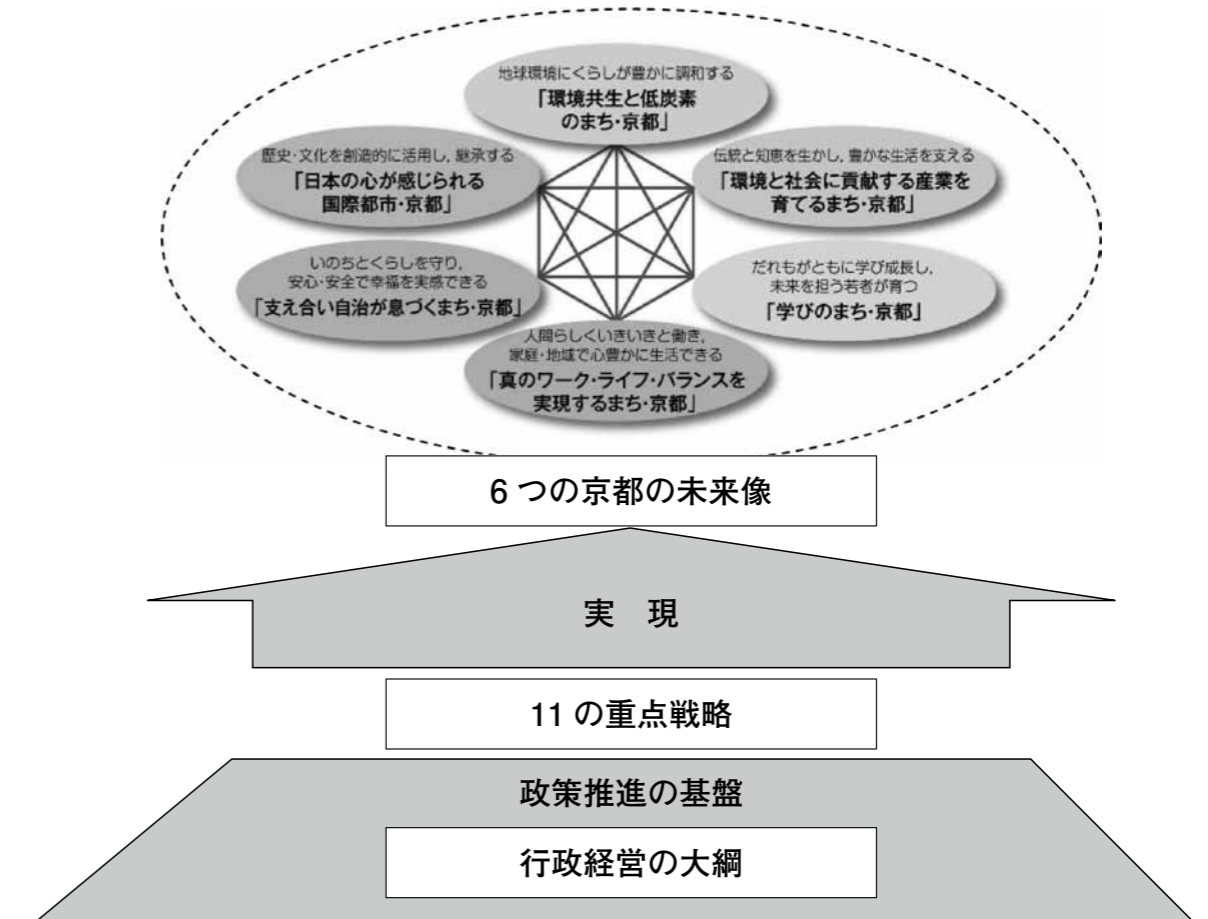 地球環境にくらしが豊かに調和する
「環境共生と低炭素
のまち・京都」
歴史・文化を創造的に活用し,継承する
「日本の心が感じられる
国際都市・京都」
伝統と知恵を生かし,豊かな生活を支える
「環境と社会に貢献する産業を
育てるまち・京都」
いのちとくらしを守り,
安心・安全で幸福を実感できる
「支え合い自治が息づくまち・京都」
だれもがともに学び成長し,
未来を担う若者が育つ
「学びのまち・京都」
人間らしくいきいきと働き,
家庭・地域で心豊かに生活できる
「真のワーク・ライフ・バランスを
実現するまち・京都」
6つの京都の未来像
実　現
11の重点戦略
政策推進の基盤
行政経営の大綱